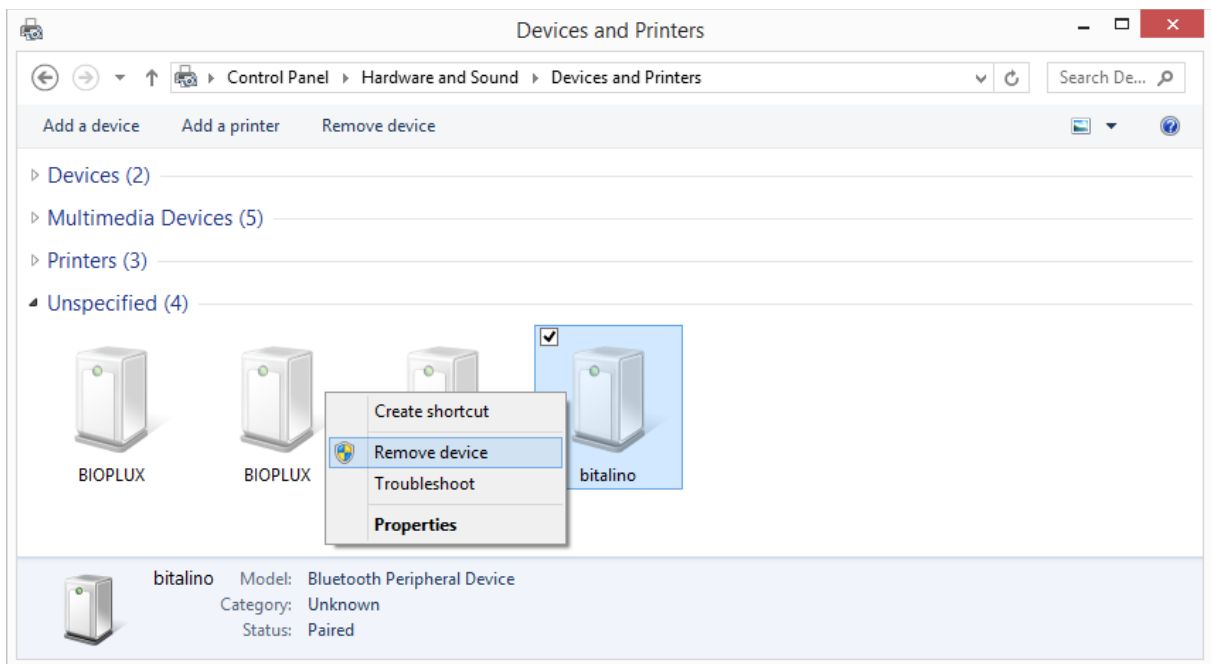 Devices and Printers
Control Panel Hardware and Sound Devices and Printers Search De...
Add a device Add a printer Remove device
Devices (2)
Multimedia Devices (5)
Printers (3)
Unspecified (4)
Create shortcut
Remove device
Troubleshoot
Properties
BIOPLUX BIOPLUX bitalino
bitalino Model: Bluetooth Peripheral Device
Category: Unknown
Status: Paired